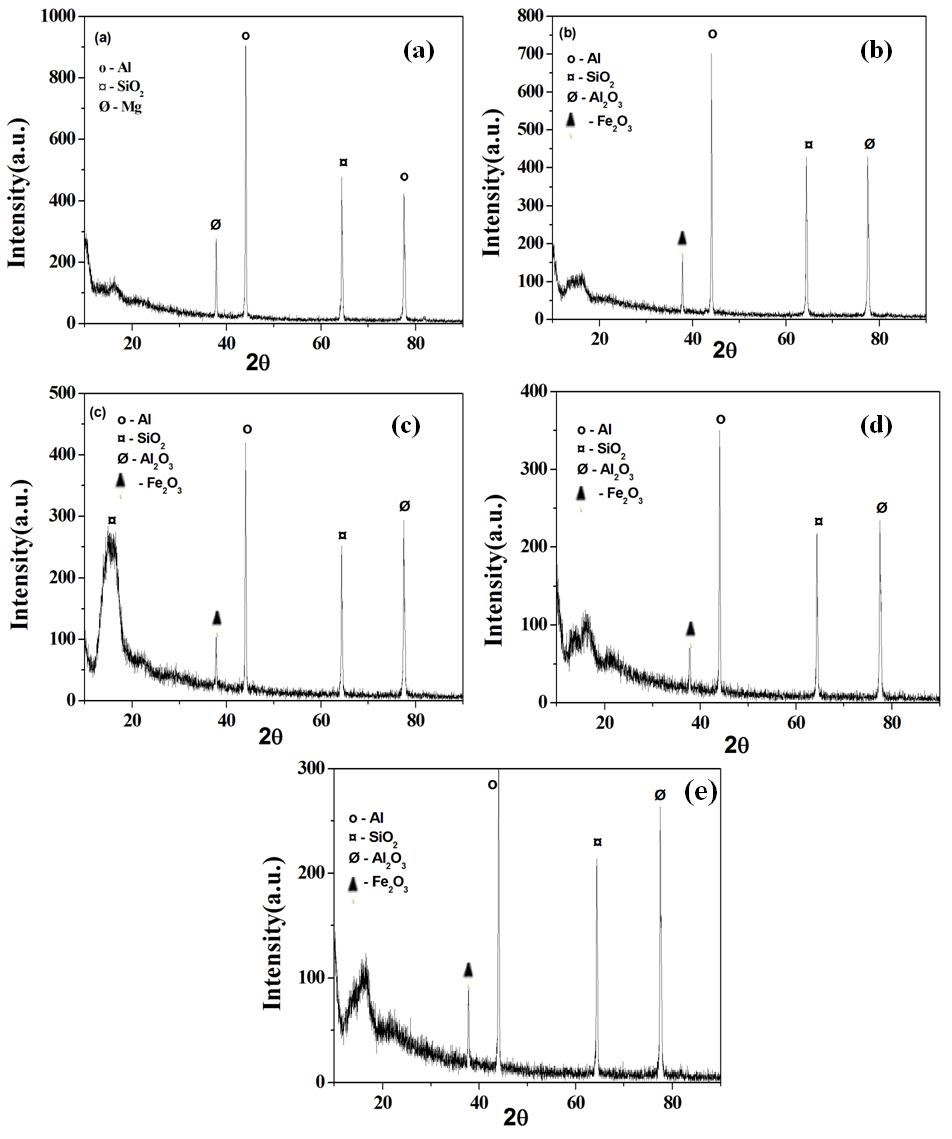 (a)
(a)
o - Al
¤ - SiO₂
Ø - Mg
o
¤
o
Ø
1000
800
600
400
200
0
20 40 60 80
Intensity(a.u.)
2θ
(b)
(b)
o - Al
¤ - SiO₂
Ø - Al₂O₃
- Fe₂O₃
o
¤
Ø
800
700
600
500
400
300
200
100
0
20 40 60 80
Intensity(a.u.)
2θ
(c)
(c)
o - Al
¤ - SiO₂
Ø - Al₂O₃
- Fe₂O₃
¤
o
¤
Ø
500
400
300
200
100
0
20 40 60 80
Intensity(a.u.)
2θ
(d)
o - Al
¤ - SiO₂
Ø - Al₂O₃
- Fe₂O₃
o
¤
Ø
400
300
200
100
0
20 40 60 80
Intensity(a.u.)
2θ
(e)
o - Al
¤ - SiO₂
Ø - Al₂O₃
- Fe₂O₃
o
¤
Ø
300
200
100
0
20 40 60 80
Intensity(a.u.)
2θ